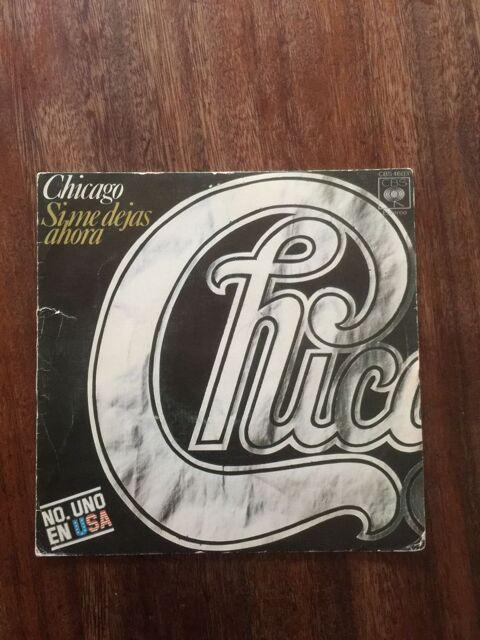 Chicago
Si me dejas
ahora
CBS
Chica
NO. UNO
EN USA